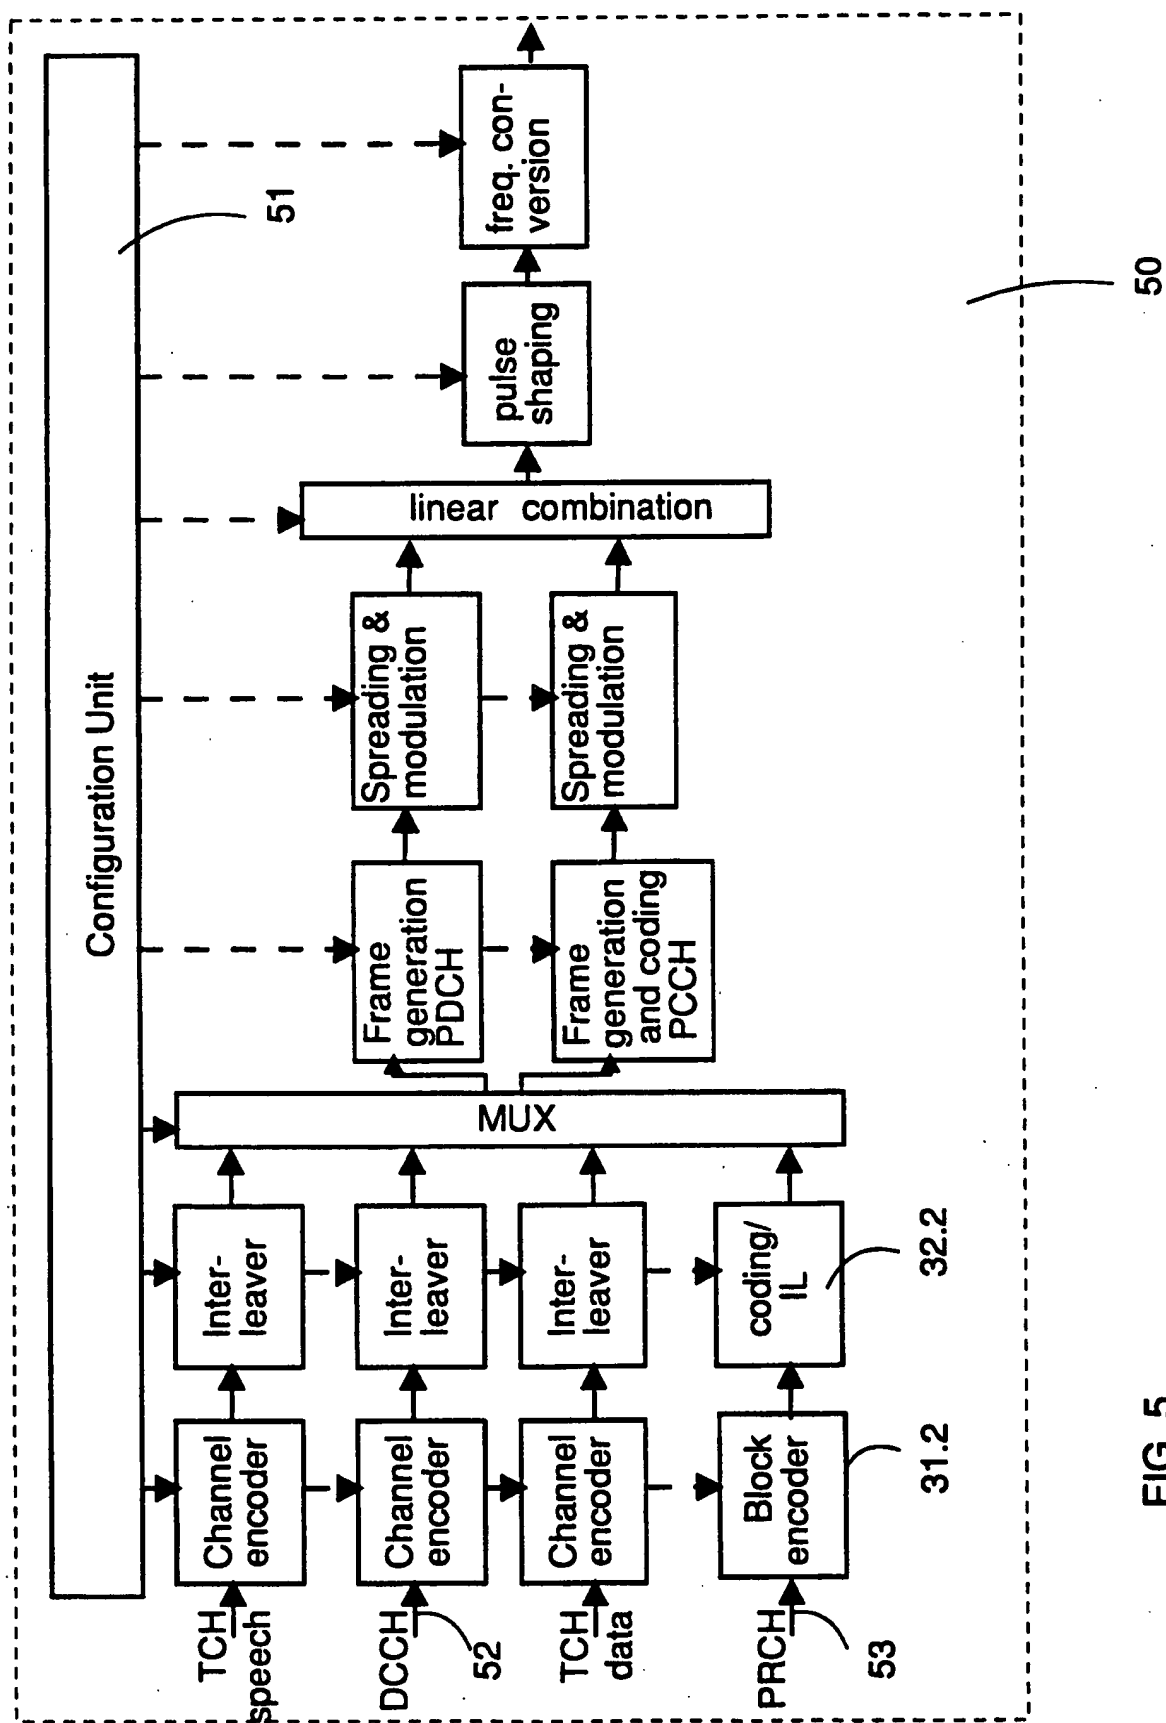 Configuration Unit
51
TCH
speech
Channel
encoder
Inter-
leaver
DCCH
52
Channel
encoder
Inter-
leaver
TCH
data
Channel
encoder
Inter-
leaver
PRCH
53
Block
encoder
31.2
coding/
IL
32.2
MUX
Frame
generation
PDCH
Spreading &
modulation
Frame
generation
and coding
PCCH
Spreading &
modulation
linear combination
pulse
shaping
freq. con-
version
50
FIG. 5